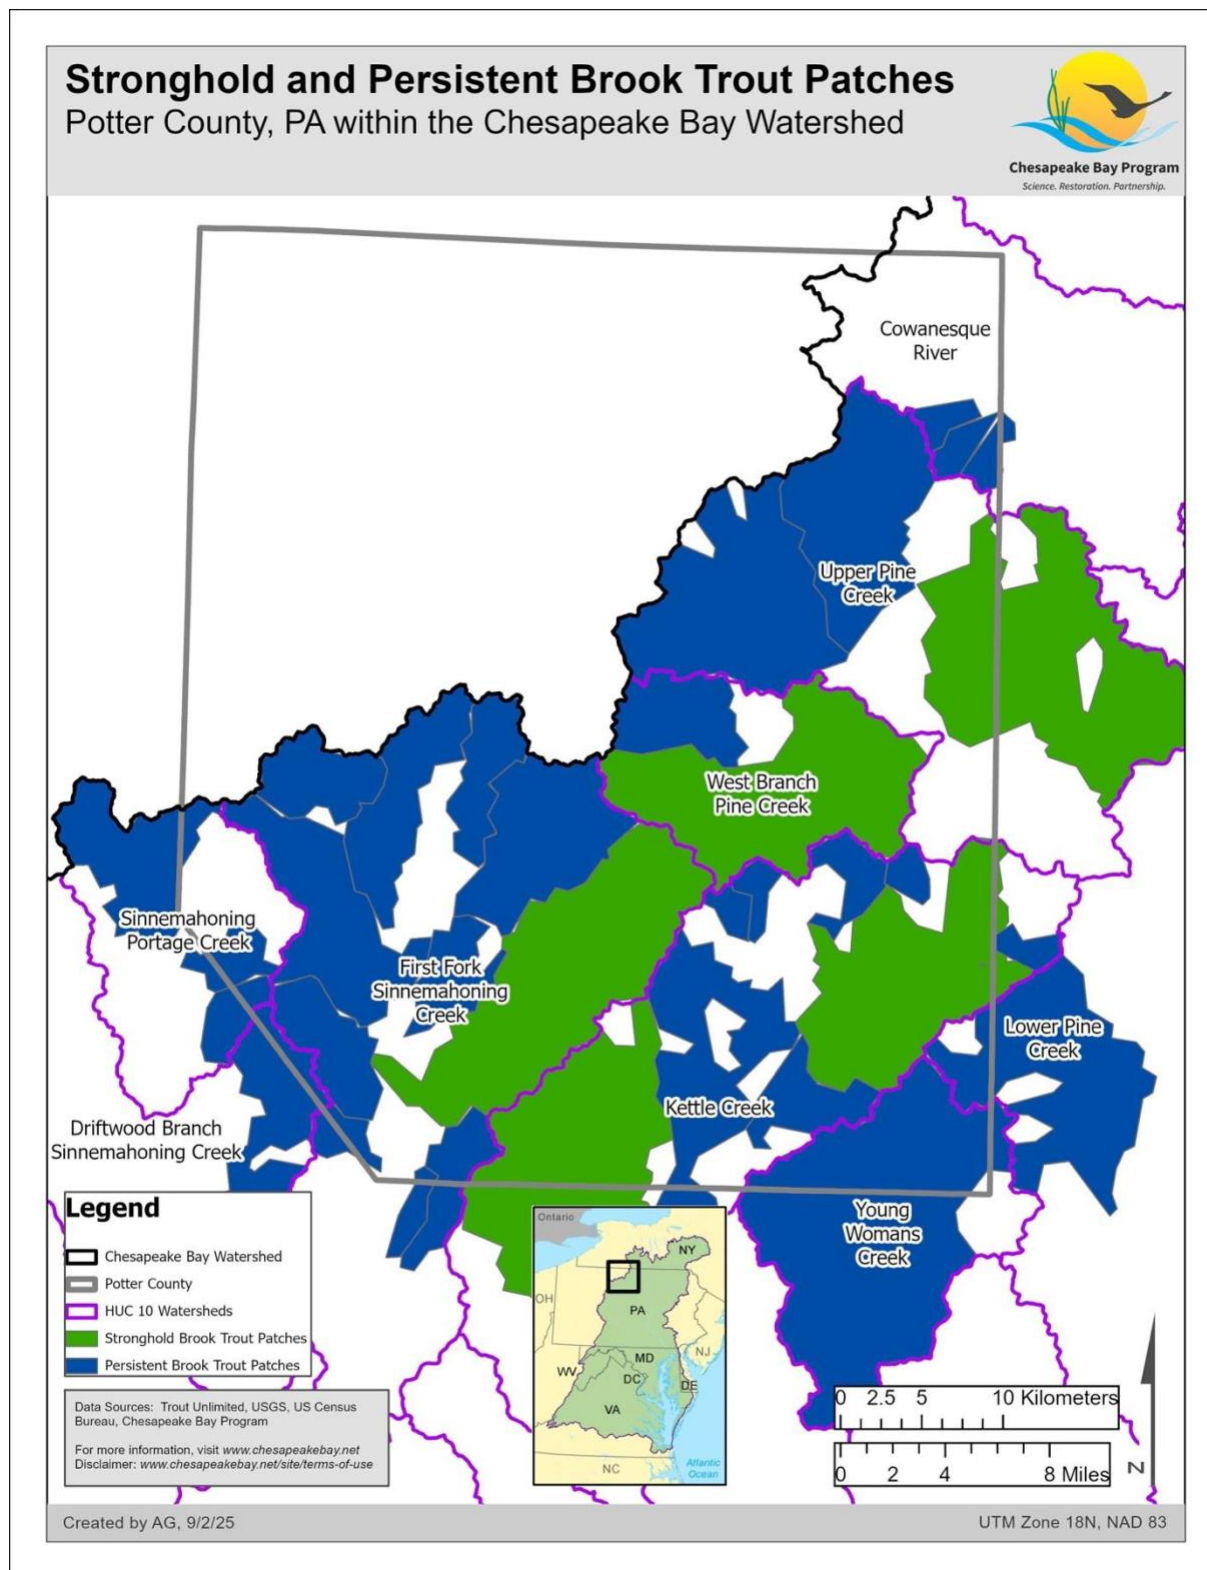 Stronghold and Persistent Brook Trout Patches
Potter County, PA within the Chesapeake Bay Watershed
Chesapeake Bay Program
Science. Restoration. Partnership.
Cowanesque
River
Upper Pine
Creek
West Branch
Pine Creek
Sinnemahoning
Portage Creek
First Fork
Sinnemahoning
Creek
Lower Pine
Creek
Kettle Creek
Driftwood Branch
Sinnemahoning Creek
Young
Womans
Creek
Legend
Chesapeake Bay Watershed
Potter County
HUC 10 Watersheds
Stronghold Brook Trout Patches
Persistent Brook Trout Patches
Data Sources: Trout Unlimited, USGS, US Census
Bureau, Chesapeake Bay Program
For more information, visit www.chesapeakebay.net
Disclaimer: www.chesapeakebay.net/site/terms-of-use
Ontario
NY
OH
PA
NJ
MD
WV
DC
DE
VA
NC
Atlantic
Ocean
0 2.5 5 10 Kilometers
0 2 4 8 Miles
N
Created by AG, 9/2/25
UTM Zone 18N, NAD 83